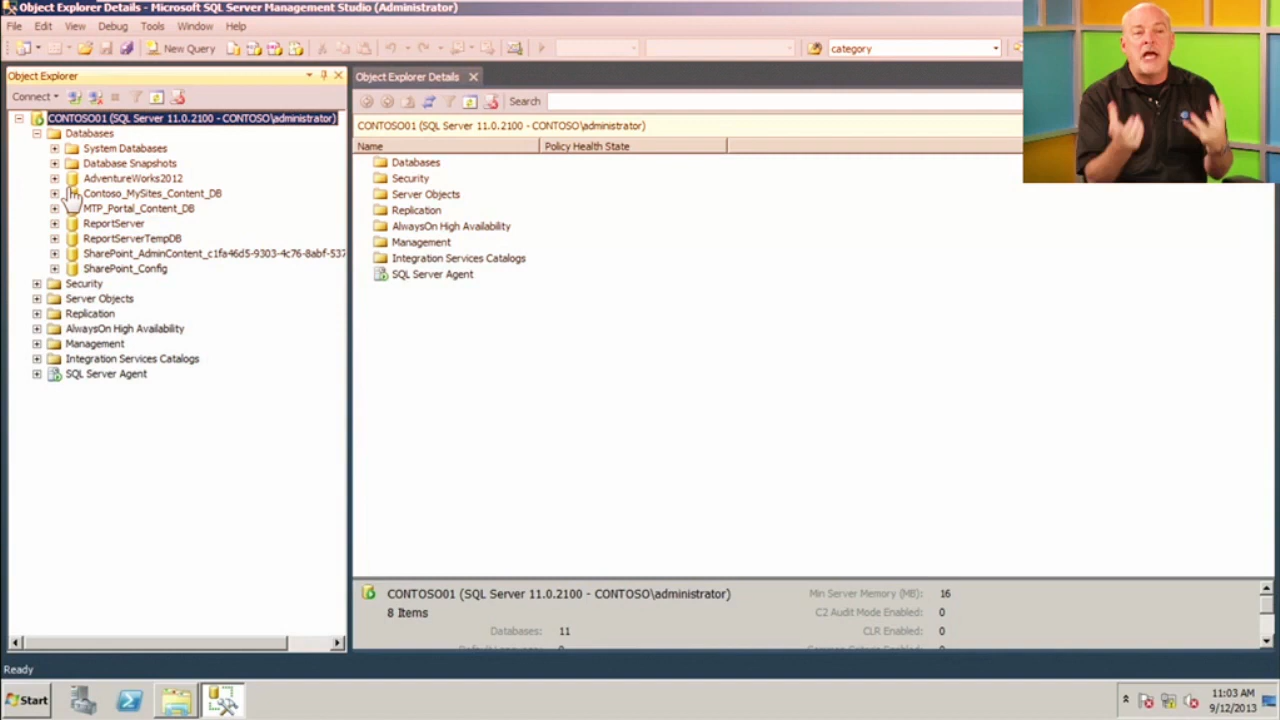 Object Explorer Details - Microsoft SQL Server Management Studio (Administrator)
File Edit View Debug Tools Window Help
New Query
category
Object Explorer
Object Explorer Details
Connect
Search
CONTOSO01 (SQL Server 11.0.2100 - CONTOSO\administrator)
Databases
System Databases
Database Snapshots
AdventureWorks2012
Contoso_MySites_Content_DB
MTP_Portal_Content_DB
ReportServer
ReportServerTempDB
SharePoint_AdminContent_c1fa46d5-9303-4c76-8abf-537
SharePoint_Config
Security
Server Objects
Replication
AlwaysOn High Availability
Management
Integration Services Catalogs
SQL Server Agent
CONTOSO01 (SQL Server 11.0.2100 - CONTOSO\administrator)
Name Policy Health State
Databases
Security
Server Objects
Replication
AlwaysOn High Availability
Management
Integration Services Catalogs
SQL Server Agent
CONTOSO01 (SQL Server 11.0.2100 - CONTOSO\administrator)
8 Items
Databases: 11
Min Server Memory (MB): 16
C2 Audit Mode Enabled: 0
CLR Enabled: 0
Ready
Start
11:03 AM
9/12/2013